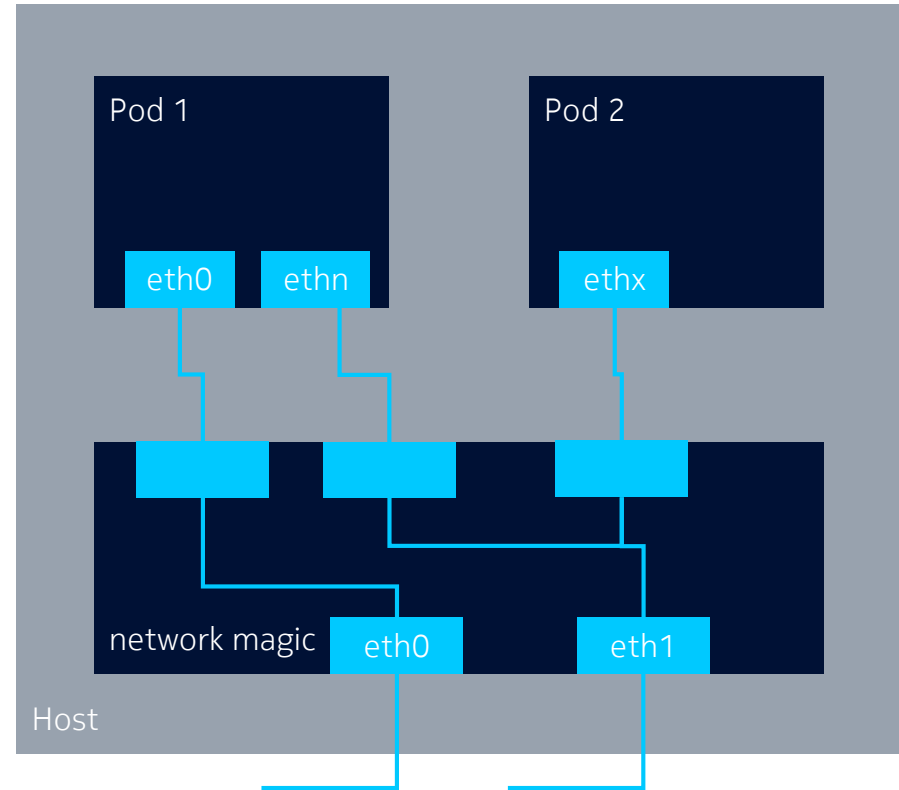 Pod 1
Pod 2
eth0
ethn
ethx
network magic
eth0
eth1
Host